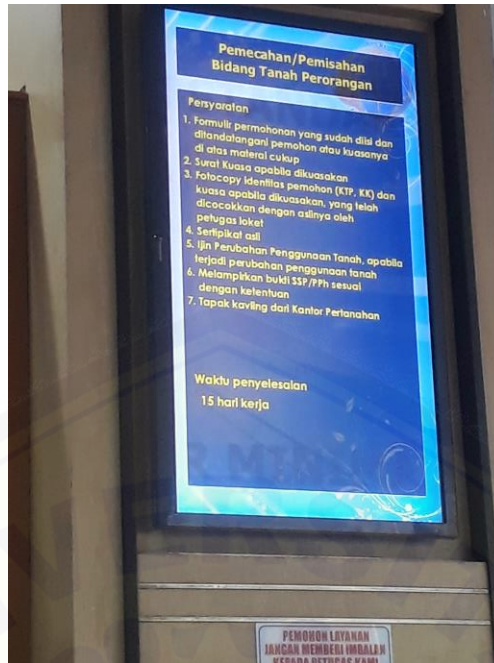 Pemecahan/Pemisahan
Bidang Tanah Perorangan
Persyaratan
1. Formulir permohonan yang sudah diisi dan
ditandatangani pemohon atau kuasanya
di atas materai cukup
2. Surat Kuasa apabila dikuasakan
3. Fotocopy identitas pemohon (KTP, KK) dan
kuasa apabila dikuasakan, yang telah
dicocokkan dengan aslinya oleh
petugas loket
4. Sertipikat asli
5. Ijin Perubahan Penggunaan Tanah, apabila
terjadi perubahan penggunaan tanah
6. Melampirkan bukti SSP/PPh sesuai
dengan ketentuan
7. Tapak kavling dari Kantor Pertanahan
Waktu penyelesaian
15 hari kerja
PEMOHON LAYANAN
JANGAN MEMBERI IMBALAN
KEPADA PETUGAS KAMI